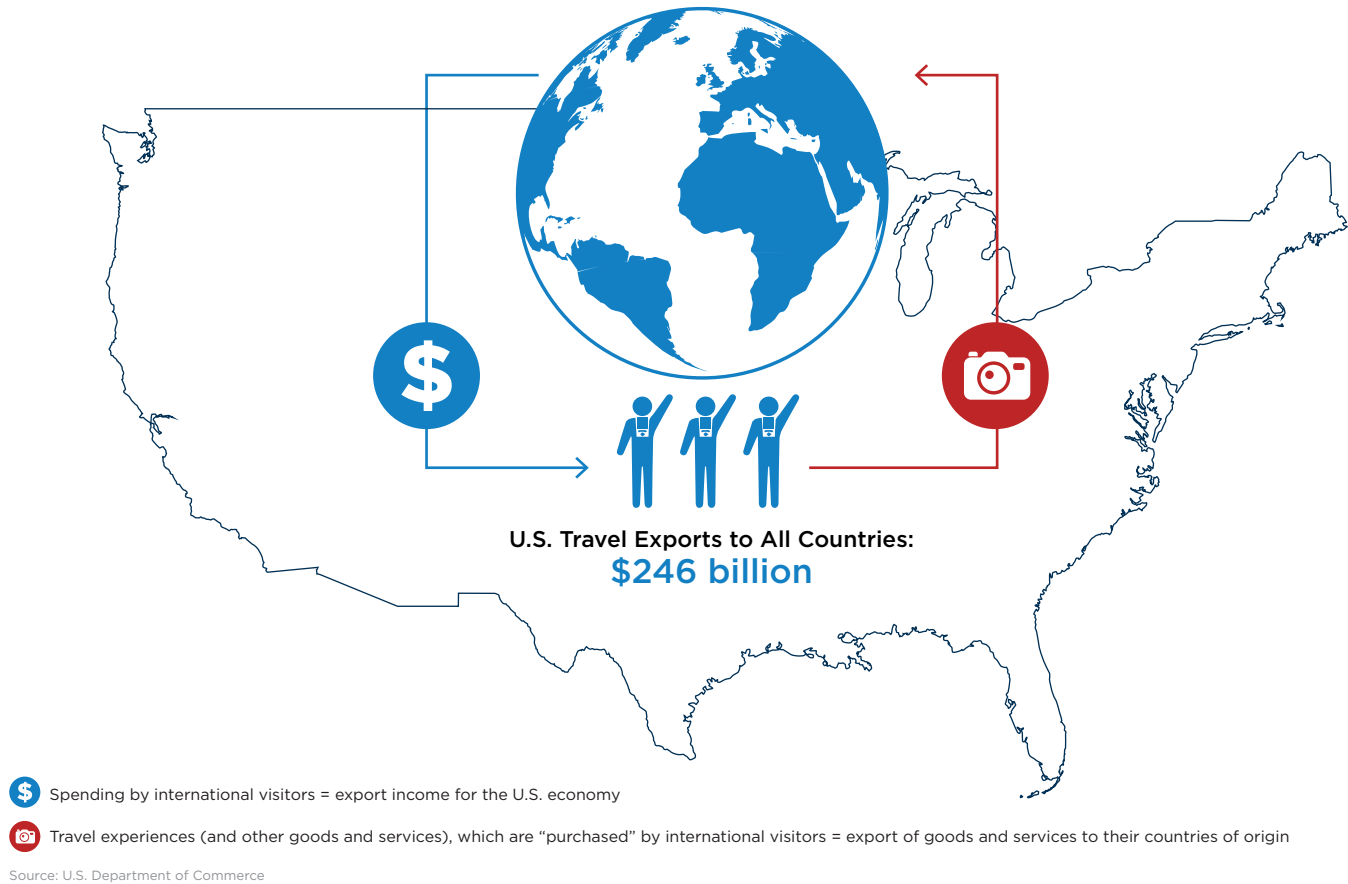 U.S. Travel Exports to All Countries:
$246 billion
$ Spending by international visitors = export income for the U.S. economy
Travel experiences (and other goods and services), which are “purchased” by international visitors = export of goods and services to their countries of origin
Source: U.S. Department of Commerce